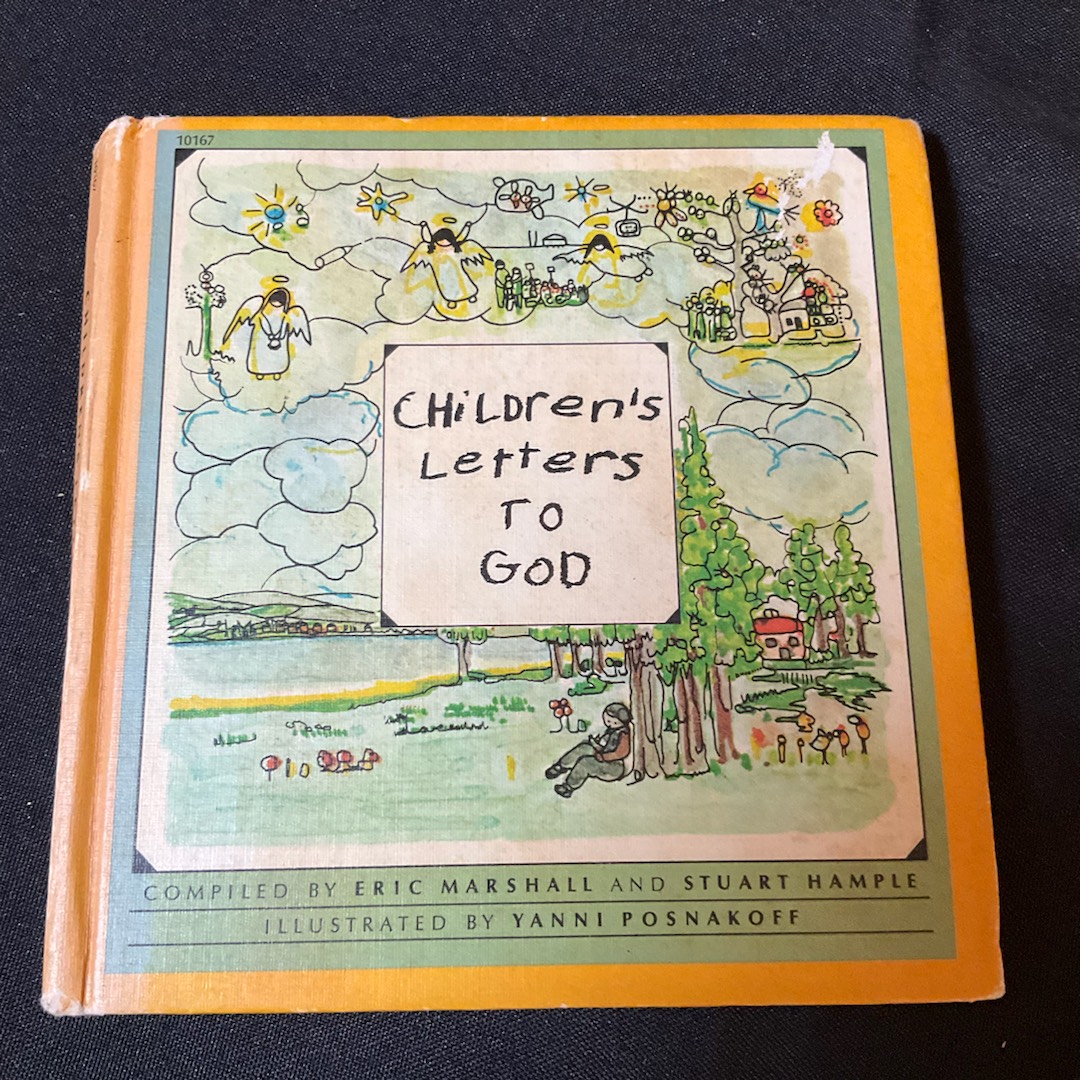 10167
CHiLDren's
Letters
TO
GOD
COMPILED BY ERIC MARSHALL AND STUART HAMPLE
ILLUSTRATED BY YANNI POSNAKOFF